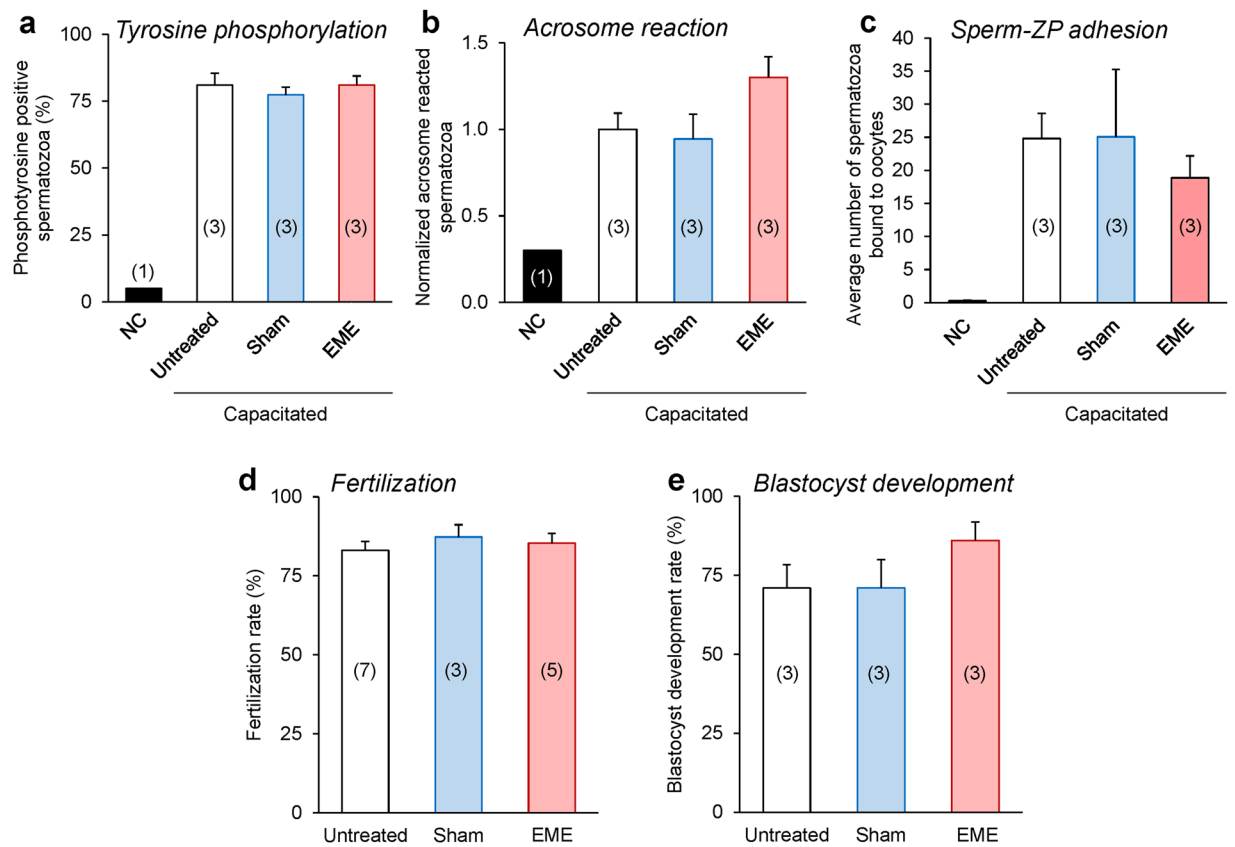 a Tyrosine phosphorylation
Phosphotyrosine positive
spermatozoa (%)
100
75
50
25
0
(1)
(3)
(3)
(3)
NC
Untreated
Sham
EME
Capacitated
b Acrosome reaction
Normalized acrosome reacted
spermatozoa
1.5
1.0
0.5
0.0
(1)
(3)
(3)
(3)
NC
Untreated
Sham
EME
Capacitated
c Sperm-ZP adhesion
Average number of spermatozoa
bound to oocytes
40
35
30
25
20
15
10
5
0
(3)
(3)
(3)
NC
Untreated
Sham
EME
Capacitated
d Fertilization
Fertilization rate (%)
100
75
50
25
0
(7)
(3)
(5)
Untreated
Sham
EME
e Blastocyst development
Blastocyst development rate (%)
100
75
50
25
0
(3)
(3)
(3)
Untreated
Sham
EME